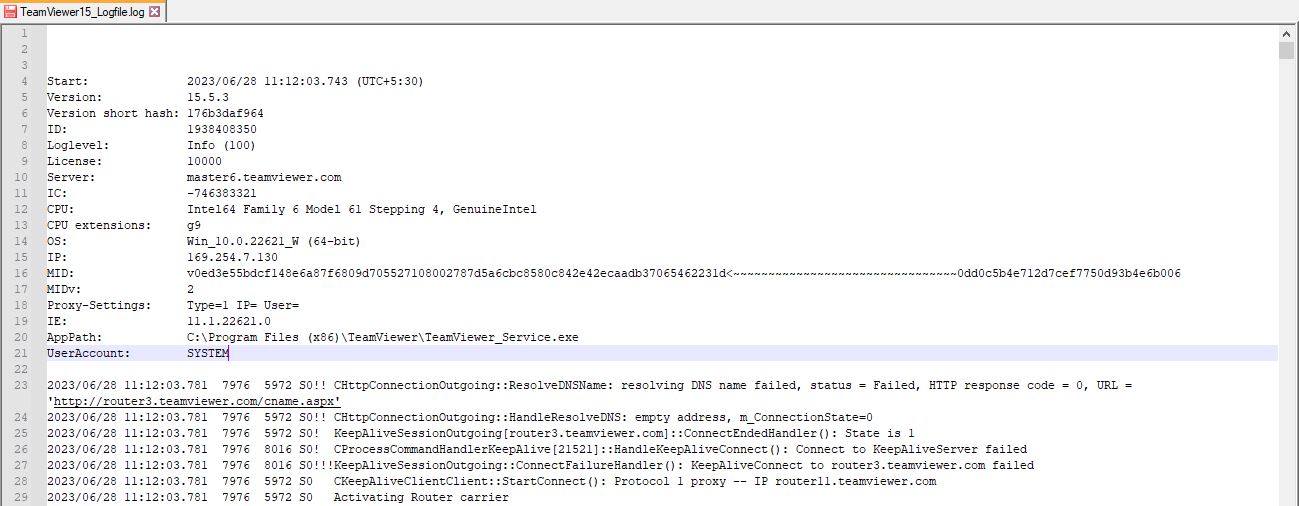 TeamViewer15_Logfile.log
1
2
3
4 Start: 2023/06/28 11:12:03.743 (UTC+5:30)
5 Version: 15.5.3
6 Version short hash: 176b3daf964
7 ID: 1938408350
8 Loglevel: Info (100)
9 License: 10000
10 Server: master6.teamviewer.com
11 IC: -746383321
12 CPU: Intel64 Family 6 Model 61 Stepping 4, GenuineIntel
13 CPU extensions: g9
14 OS: Win_10.0.22621_W (64-bit)
15 IP: 169.254.7.130
16 MID: v0ed3e55bdcf148e6a87f6809d705527108002787d5a6cbc8580c842e42ecaadb37065462231d<~~~~~~~~~~~~~~~~~~~~~~~~~~~~~~~~0dd0c5b4e712d7cef7750d93b4e6b006
17 MIDv: 2
18 Proxy-Settings: Type=1 IP= User=
19 IE: 11.1.22621.0
20 AppPath: C:\Program Files (x86)\TeamViewer\TeamViewer_Service.exe
21 UserAccount: SYSTEM
22
23 2023/06/28 11:12:03.781 7976 5972 S0!! CHttpConnectionOutgoing::ResolveDNSName: resolving DNS name failed, status = Failed, HTTP response code = 0, URL =
'http://router3.teamviewer.com/cname.aspx'
24 2023/06/28 11:12:03.781 7976 5972 S0!! CHttpConnectionOutgoing::HandleResolveDNS: empty address, m_ConnectionState=0
25 2023/06/28 11:12:03.781 7976 5972 S0! KeepAliveSessionOutgoing[router3.teamviewer.com]::ConnectEndedHandler(): State is 1
26 2023/06/28 11:12:03.781 7976 8016 S0! CProcessCommandHandlerKeepAlive[21521]::HandleKeepAliveConnect(): Connect to KeepAliveServer failed
27 2023/06/28 11:12:03.781 7976 8016 S0!!!KeepAliveSessionOutgoing::ConnectFailureHandler(): KeepAliveConnect to router3.teamviewer.com failed
28 2023/06/28 11:12:03.781 7976 5972 S0 CKeepAliveClientClient::StartConnect(): Protocol 1 proxy -- IP router11.teamviewer.com
29 2023/06/28 11:12:03.781 7976 5972 S0 Activating Router carrier